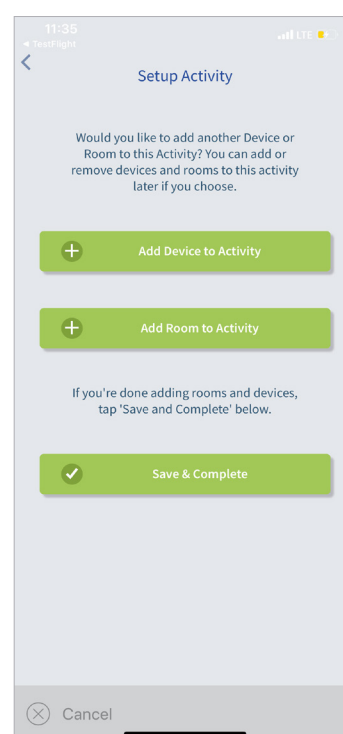 11:35
LTE
TestFlight
Setup Activity
Would you like to add another Device or
Room to this Activity? You can add or
remove devices and rooms to this activity
later if you choose.
Add Device to Activity
Add Room to Activity
If you're done adding rooms and devices,
tap 'Save and Complete' below.
Save & Complete
Cancel